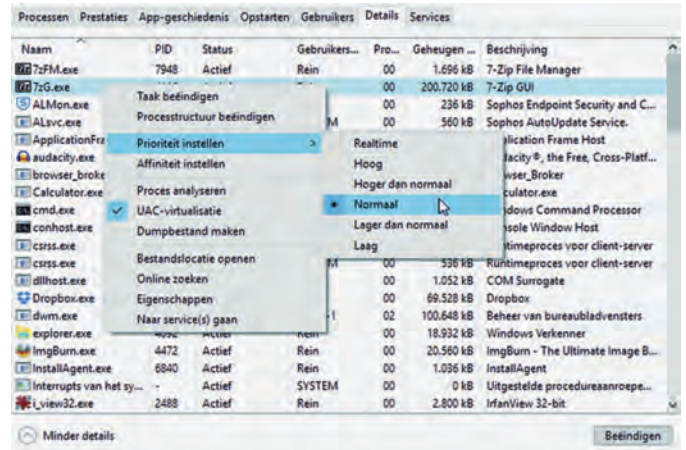 Processen Prestaties App-geschiedenis Opstarten Gebruikers Details Services
Naam PID Status Gebruikers... Pro... Geheugen ... Beschrijving
7zFM.exe 7948 Actief Rein 00 1.696 kB 7-Zip File Manager
7zG.exe 00 200.720 kB 7-Zip GUI
ALMon.exe 00 236 kB Sophos Endpoint Security and C...
ALsvc.exe M 00 560 kB Sophos AutoUpdate Service.
ApplicationFra lication Frame Host
audacity.exe dacity®, the Free, Cross-Platf...
browser_broke wser_Broker
Calculator.exe culator.exe
cmd.exe dows Command Processor
conhost.exe sole Window Host
csrss.exe timeproces voor client-server
csrss.exe M 00 536 kB Runtimeproces voor client-server
dllhost.exe 00 1.052 kB COM Surrogate
Dropbox.exe 00 69.528 kB Dropbox
dwm.exe -1 02 100.648 kB Beheer van bureaubladvensters
explorer.exe 4092 Actief Rein 00 18.932 kB Windows Verkenner
ImgBurn.exe 4472 Actief Rein 00 20.560 kB ImgBurn - The Ultimate Image B...
InstallAgent.exe 6840 Actief Rein 00 1.036 kB InstallAgent
Interrupts van het sy... - Actief SYSTEM 00 0 kB Uitgestelde procedureaanroepe...
i_view32.exe 2488 Actief Rein 00 2.800 kB IrfanView 32-bit
Taak beëindigen
Processtructuur beëindigen
Prioriteit instellen >
Affiniteit instellen
Proces analyseren
UAC-virtualisatie
Dumpbestand maken
Bestandslocatie openen
Online zoeken
Eigenschappen
Naar service(s) gaan
Realtime
Hoog
Hoger dan normaal
Normaal
Lager dan normaal
Laag
Minder details
Beëindigen